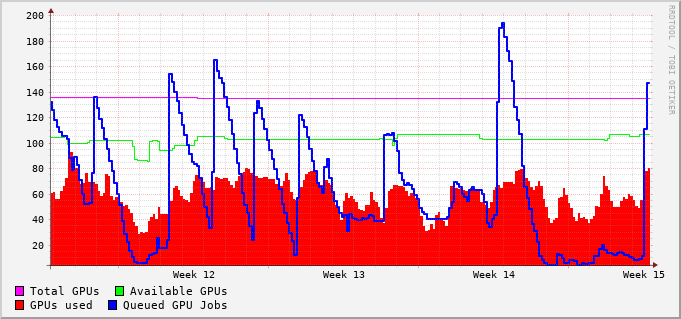 200
180
160
140
120
100
80
60
40
20
Week 12 Week 13 Week 14 Week 15
Total GPUs Available GPUs
GPUs used Queued GPU Jobs
RRDTOOL / TOBI OETIKER